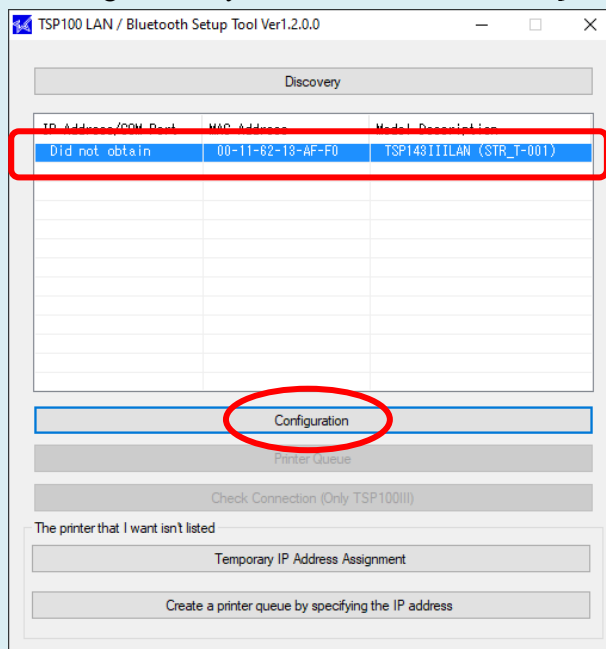 TSP100 LAN / Bluetooth Setup Tool Ver1.2.0.0
Discovery
IP Address/COM Port MAC Address Model Description
Did not obtain 00-11-62-13-AF-F0 TSP143IIILAN (STR_T-001)
Configuration
Printer Queue
Check Connection (Only TSP100III)
The printer that I want isn't listed
Temporary IP Address Assignment
Create a printer queue by specifying the IP address